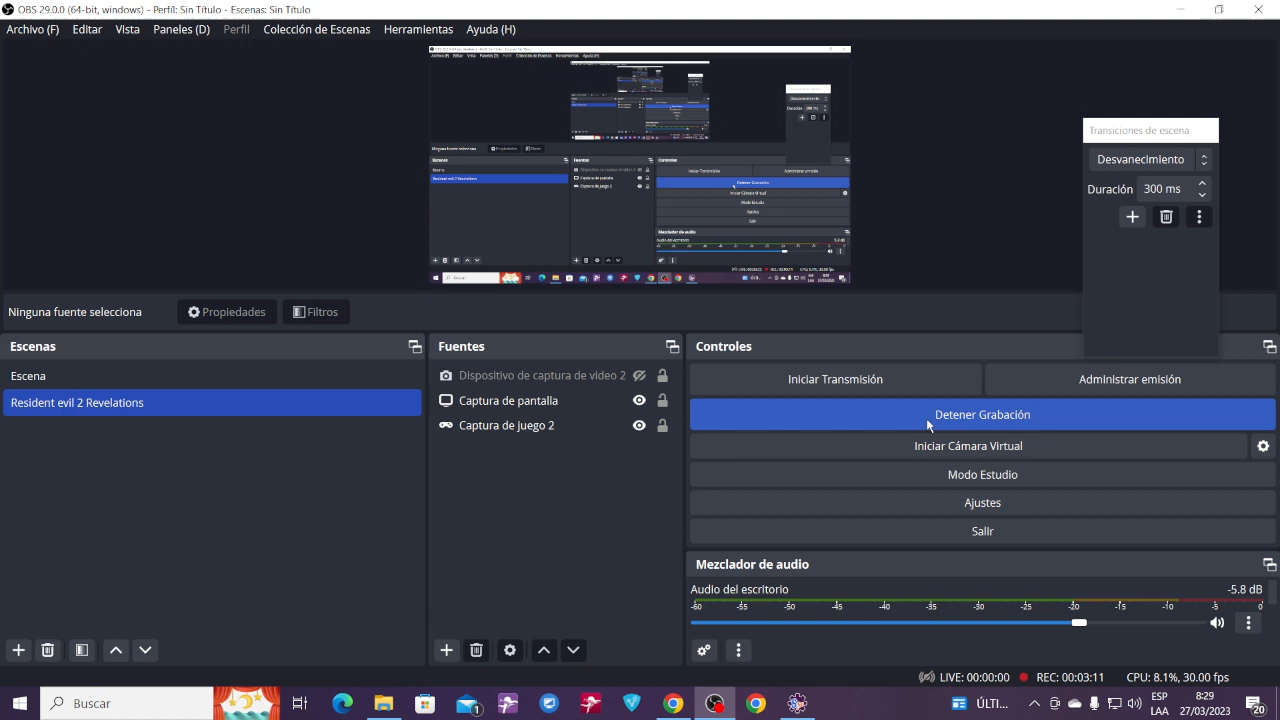 OBS 29.0.0 (64-bit, windows) - Perfil: Sin Título - Escenas: Sin Título
Archivo (F) Editar Vista Paneles (D) Perfil Colección de Escenas Herramientas Ayuda (H)
Transiciones de escena
Desvanecimiento
Duración 300 ms
Ninguna fuente selecciona Propiedades Filtros
Escenas Fuentes Controles
Escena
Resident evil 2 Revelations
Dispositivo de captura de video 2
Captura de pantalla
Captura de juego 2
Iniciar Transmisión Administrar emisión
Detener Grabación
Iniciar Cámara Virtual
Modo Estudio
Ajustes
Salir
Mezclador de audio
Audio del escritorio -5.8 dB
-60 -55 -50 -45 -40 -35 -30 -25 -20 -15 -10 -5 0
LIVE: 00:00:00 REC: 00:03:11 CPU: 8.1%, 30.00 fps
Buscar 1 ÚLTI... ESP LAA 8:29 27/03/2023 20